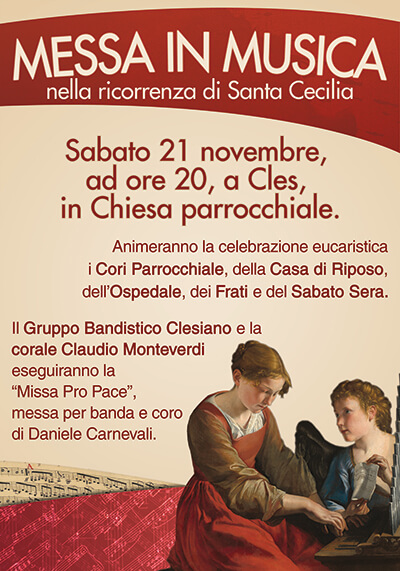 MESSA IN MUSICA
nella ricorrenza di Santa Cecilia
Sabato 21 novembre,
ad ore 20, a Cles,
in Chiesa parrocchiale.
Animeranno la celebrazione eucaristica
i Cori Parrocchiale, della Casa di Riposo,
dell'Ospedale, dei Frati e del Sabato Sera.
Il Gruppo Bandistico Clesiano e la
corale Claudio Monteverdi
eseguiranno la
“Missa Pro Pace”,
messa per banda e coro
di Daniele Carnevali.